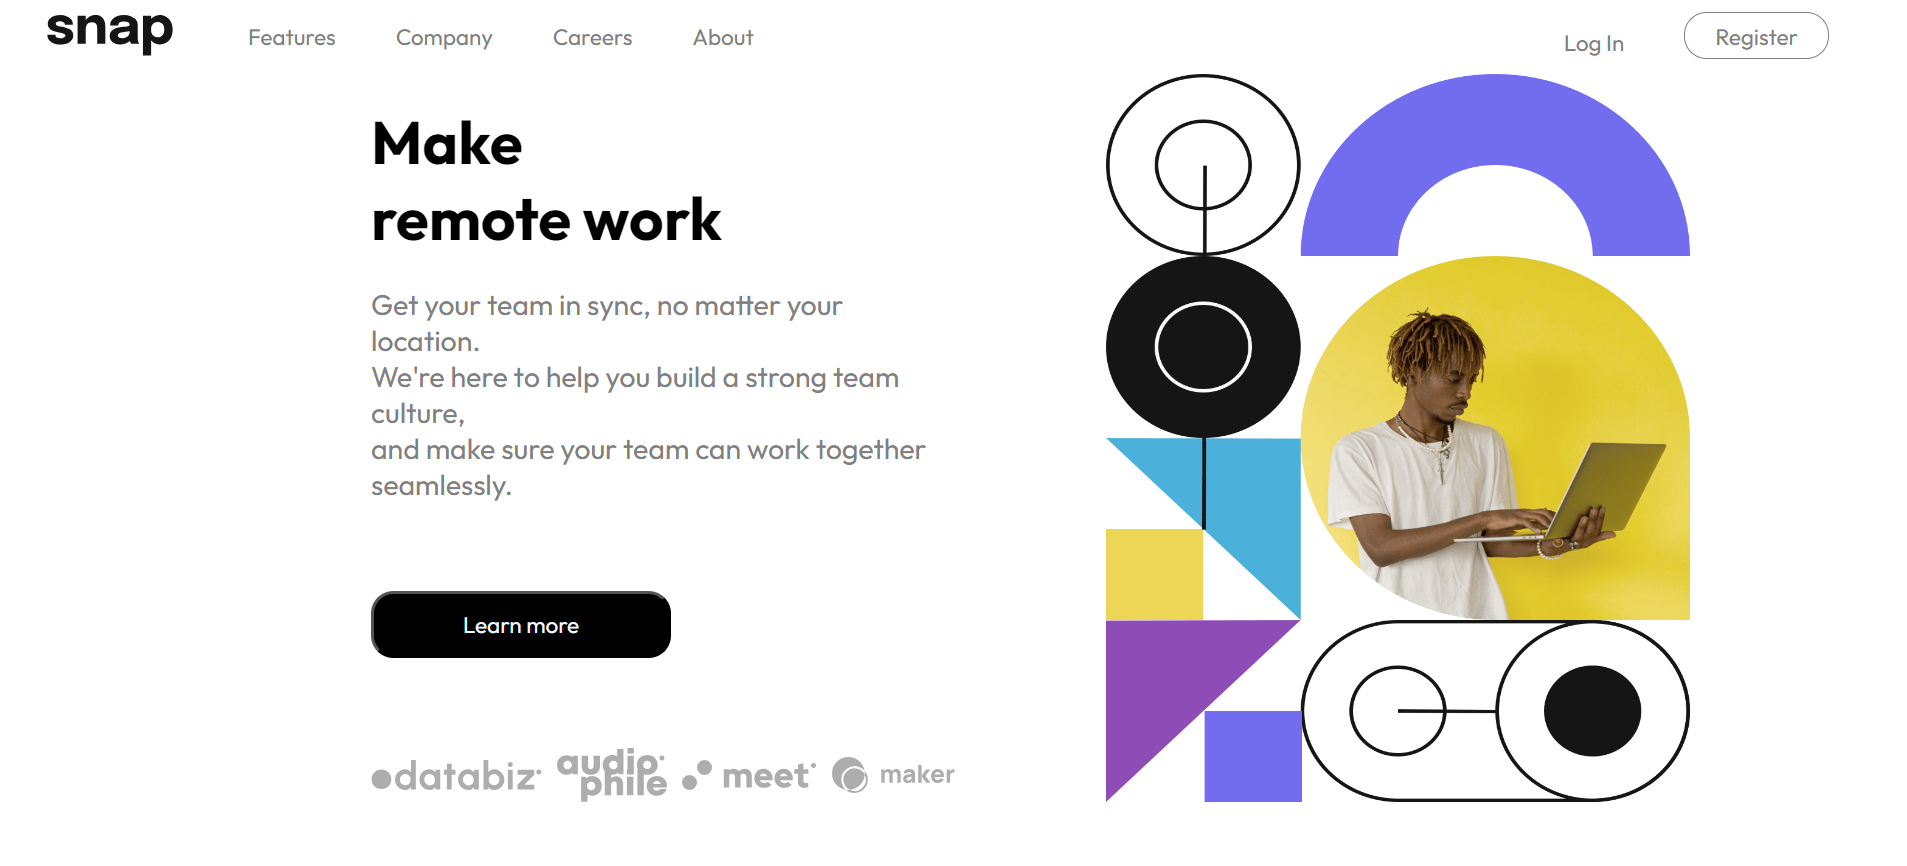 snap
Features Company Careers About Log In Register
Make
remote work
Get your team in sync, no matter your
location.
We're here to help you build a strong team
culture,
and make sure your team can work together
seamlessly.
Learn more
databiz audiophile meet maker